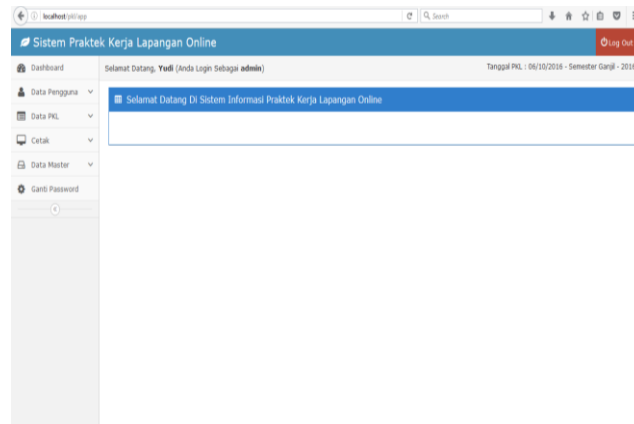 localhost/pkl/app
Search
Sistem Praktek Kerja Lapangan Online
Log Out
Dashboard
Selamat Datang, Yudi (Anda Login Sebagai admin)
Tanggal PKL : 06/10/2016 - Semester Ganjil - 2016
Data Pengguna
Selamat Datang Di Sistem Informasi Praktek Kerja Lapangan Online
Data PKL
Cetak
Data Master
Ganti Password